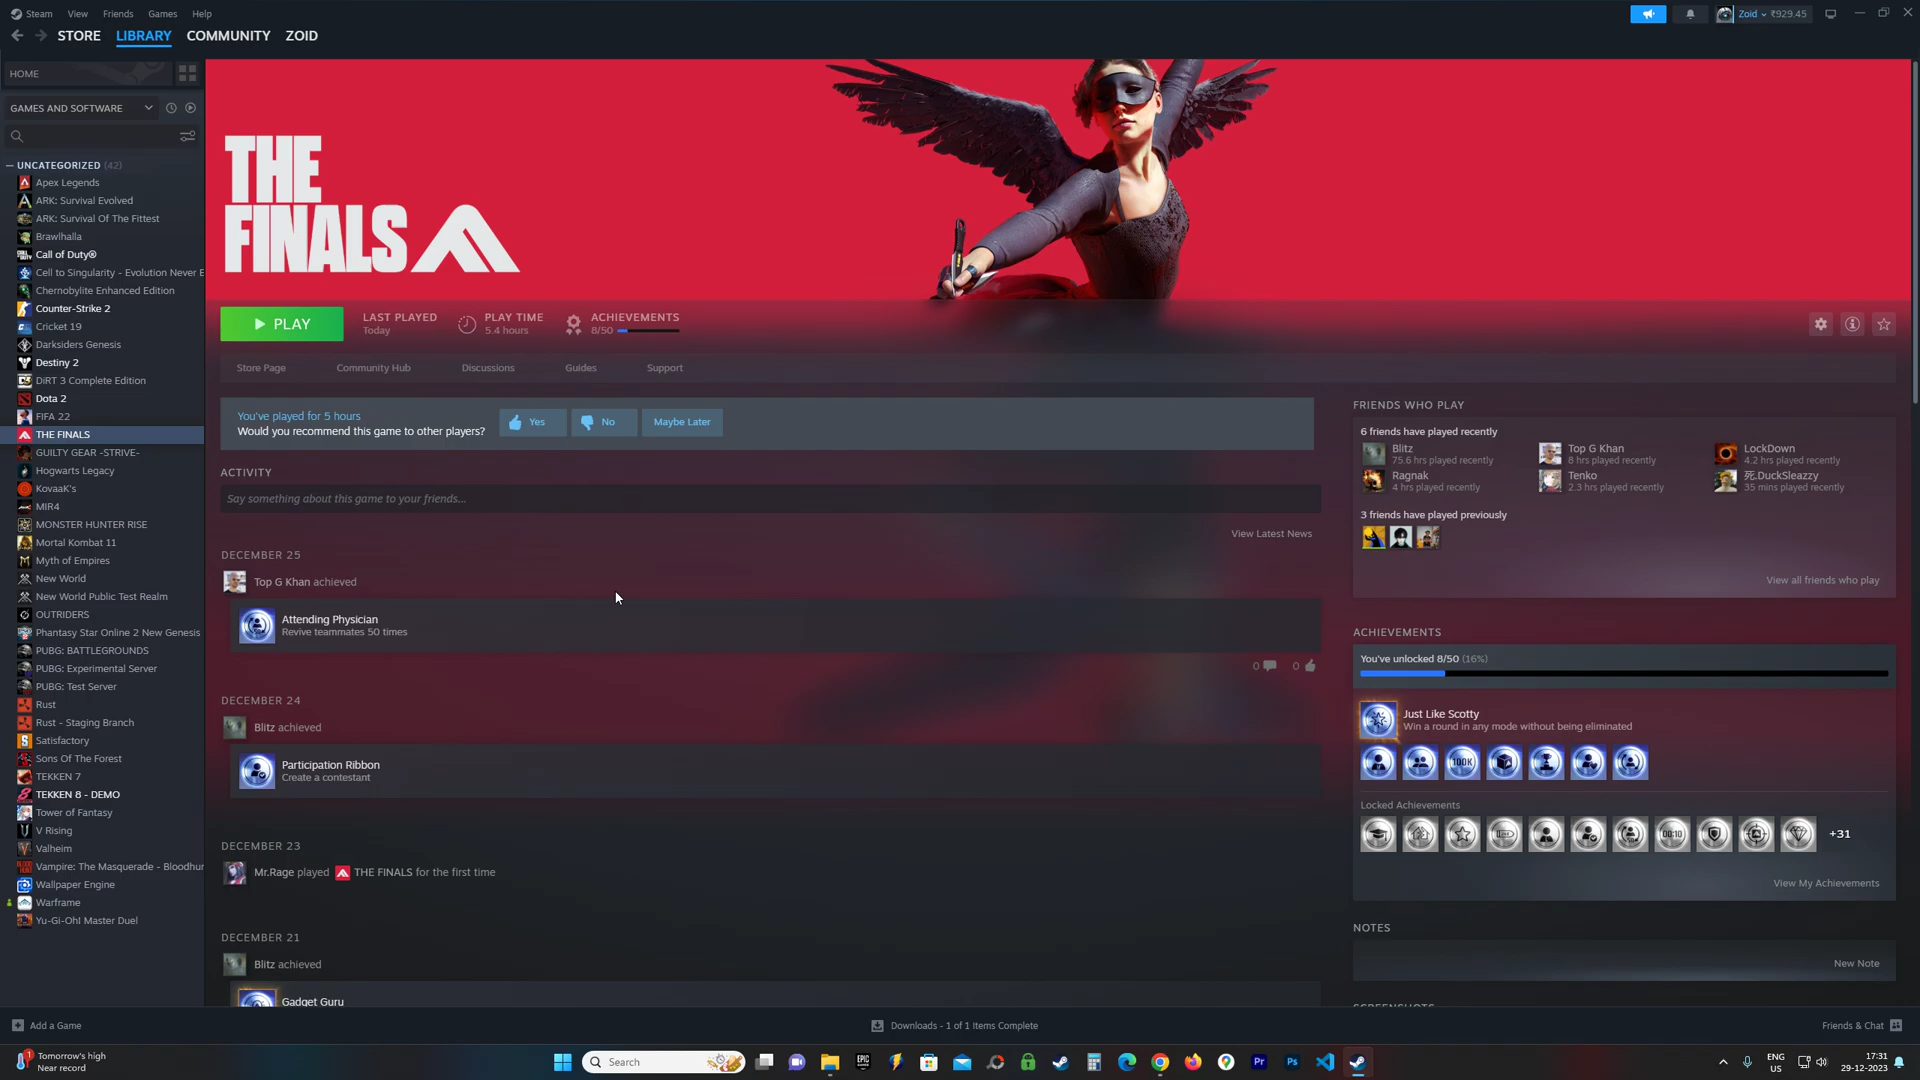 Steam View Friends Games Help
Zoid ₹929.45
STORE LIBRARY COMMUNITY ZOID
HOME
GAMES AND SOFTWARE
UNCATEGORIZED (42)
Apex Legends
ARK: Survival Evolved
ARK: Survival Of The Fittest
Brawlhalla
Call of Duty®
Cell to Singularity - Evolution Never E
Chernobylite Enhanced Edition
Counter-Strike 2
Cricket 19
Darksiders Genesis
Destiny 2
DiRT 3 Complete Edition
Dota 2
FIFA 22
THE FINALS
GUILTY GEAR -STRIVE-
Hogwarts Legacy
KovaaK's
MIR4
MONSTER HUNTER RISE
Mortal Kombat 11
Myth of Empires
New World
New World Public Test Realm
OUTRIDERS
Phantasy Star Online 2 New Genesis
PUBG: BATTLEGROUNDS
PUBG: Experimental Server
PUBG: Test Server
Rust
Rust - Staging Branch
Satisfactory
Sons Of The Forest
TEKKEN 7
TEKKEN 8 - DEMO
Tower of Fantasy
V Rising
Valheim
Vampire: The Masquerade - Bloodhur
Wallpaper Engine
Warframe
Yu-Gi-Oh! Master Duel
THE
FINALS
PLAY
LAST PLAYED
Today
PLAY TIME
5.4 hours
ACHIEVEMENTS
8/50
Store Page Community Hub Discussions Guides Support
You've played for 5 hours
Would you recommend this game to other players?
Yes No Maybe Later
ACTIVITY
Say something about this game to your friends...
View Latest News
DECEMBER 25
Top G Khan achieved
Attending Physician
Revive teammates 50 times
0 0
DECEMBER 24
Blitz achieved
Participation Ribbon
Create a contestant
DECEMBER 23
Mr.Rage played THE FINALS for the first time
DECEMBER 21
Blitz achieved
Gadget Guru
FRIENDS WHO PLAY
6 friends have played recently
Blitz
75.6 hrs played recently
Top G Khan
8 hrs played recently
LockDown
4.2 hrs played recently
Ragnak
4 hrs played recently
Tenko
2.3 hrs played recently
死.DuckSleazzy
35 mins played recently
3 friends have played previously
View all friends who play
ACHIEVEMENTS
You've unlocked 8/50 (16%)
Just Like Scotty
Win a round in any mode without being eliminated
100K
Locked Achievements
00:10
+31
View My Achievements
NOTES
New Note
SCREENSHOTS
Add a Game
Downloads - 1 of 1 Items Complete
Friends & Chat
1
Tomorrow's high
Near record
Search
EPIC
Pr
Ps
ENG
US
17:31
29-12-2023